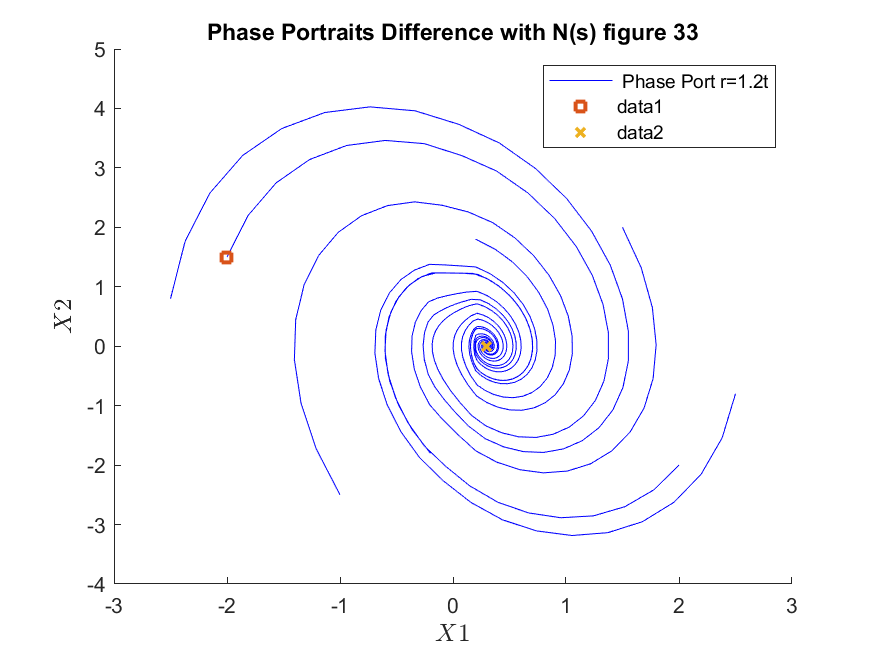 Phase Portraits Difference with N(s) figure 33
Phase Port r=1.2t
data1
data2
5
4
3
2
1
0
-1
-2
-3
-4
X2
-3
-2
-1
0
1
2
3
X1